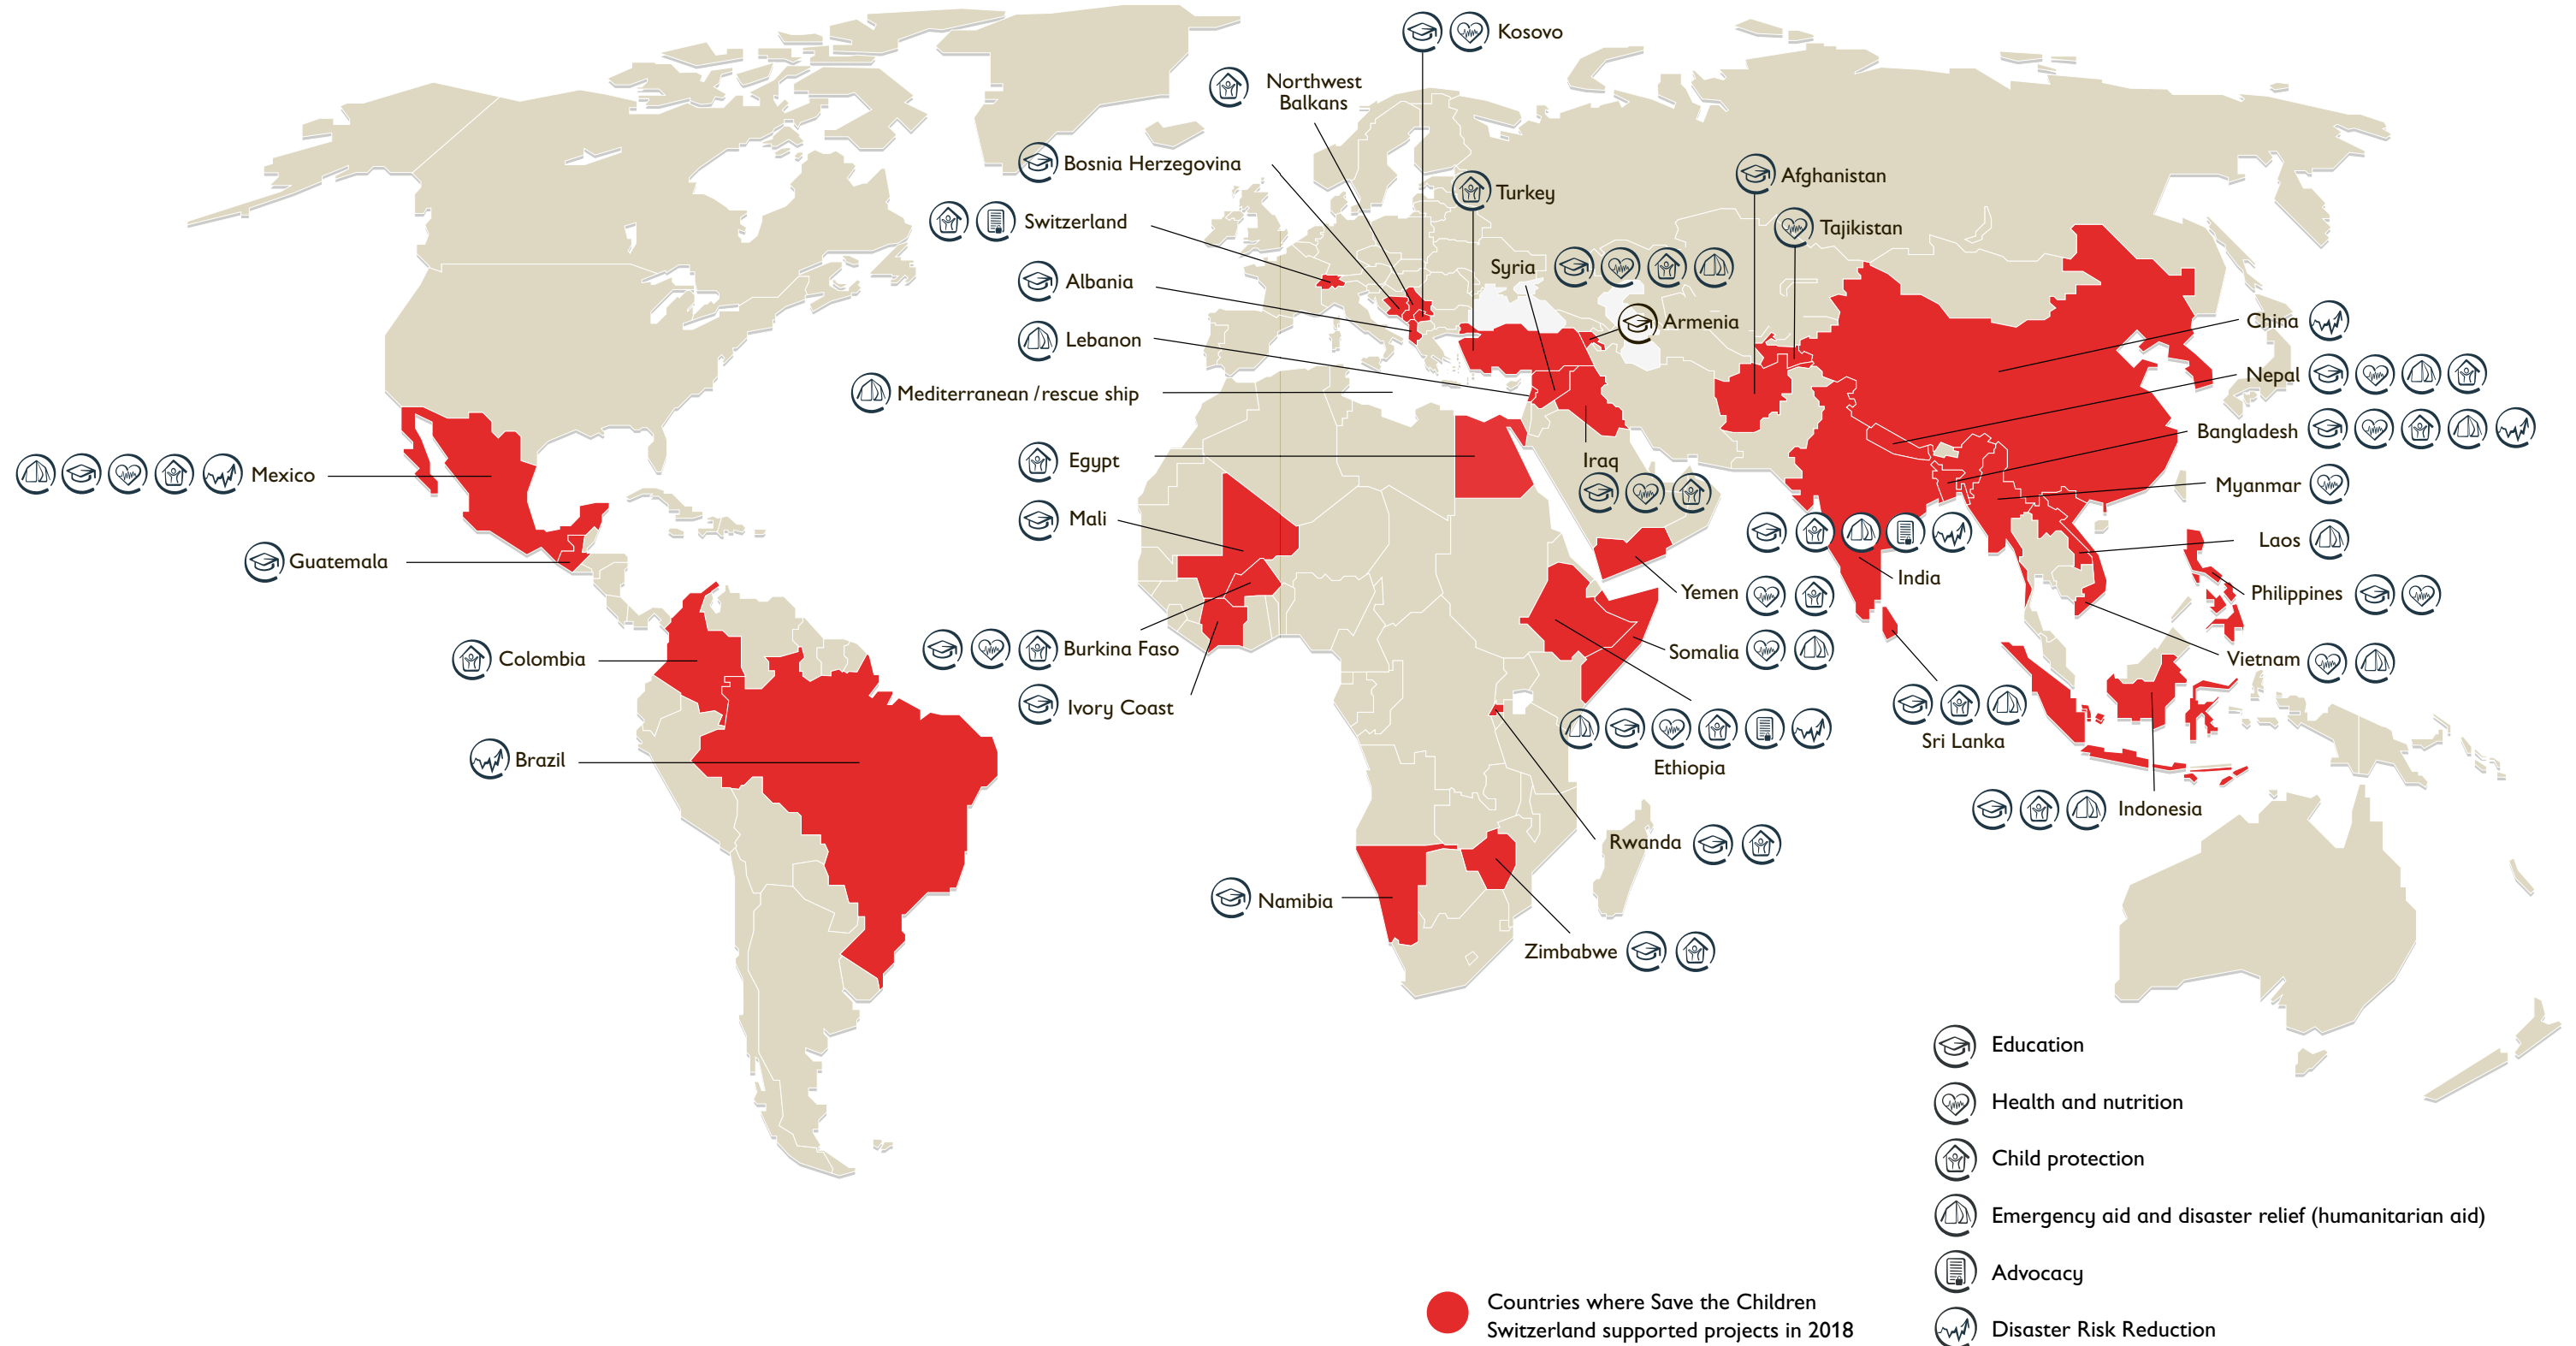 Kosovo
Northwest
Balkans
Bosnia Herzegovina
Turkey
Afghanistan
Switzerland
Tajikistan
Syria
Albania
Armenia
China
Lebanon
Nepal
Mediterranean / rescue ship
Bangladesh
Egypt
Iraq
Mexico
Myanmar
Mali
Laos
Guatemala
India
Yemen
Philippines
Burkina Faso
Somalia
Colombia
Vietnam
Ivory Coast
Sri Lanka
Brazil
Ethiopia
Indonesia
Rwanda
Namibia
Zimbabwe
Education
Health and nutrition
Child protection
Emergency aid and disaster relief (humanitarian aid)
Advocacy
Disaster Risk Reduction
Countries where Save the Children
Switzerland supported projects in 2018